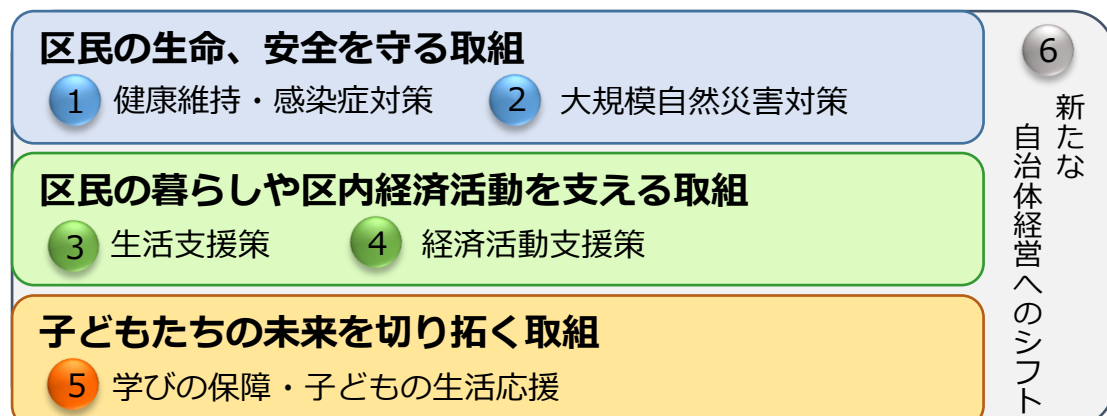 区民の生命、安全を守る取組
1 健康維持・感染症対策 2 大規模自然災害対策
区民の暮らしや区内経済活動を支える取組
3 生活支援策 4 経済活動支援策
子どもたちの未来を切り拓く取組
5 学びの保障・子どもの生活応援
6
新たな
自治体経営へのシフト